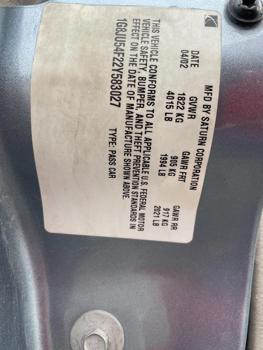 MFD BY SATURN CORPORATION
DATE GVWR GAWR FRT GAWR RR
04/02 1822 KG 905 KG 917 KG
4015 LB 1994 LB 2021 LB
THIS VEHICLE CONFORMS TO ALL APPLICABLE U.S. FEDERAL MOTOR
VEHICLE SAFETY, BUMPER, AND THEFT PREVENTION STANDARDS IN
EFFECT ON THE DATE OF MANUFACTURE SHOWN ABOVE.
1G8JU54F22Y583027 TYPE: PASS CAR